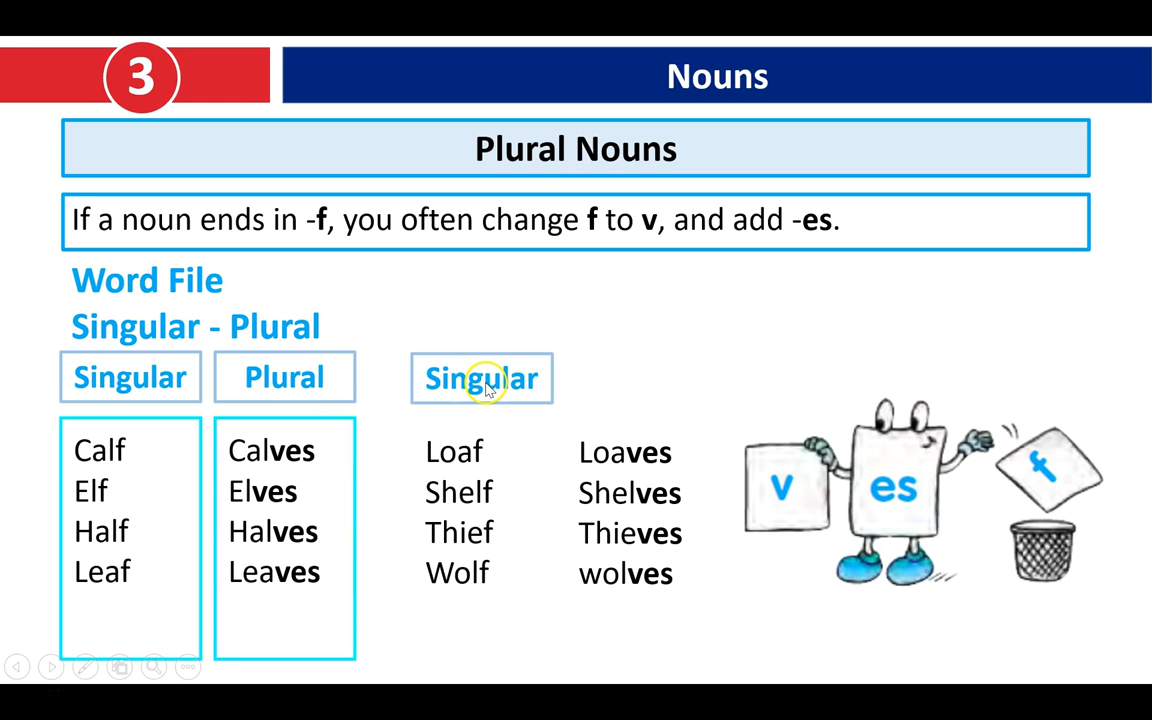 3
Nouns
Plural Nouns
If a noun ends in -f, you often change f to v, and add -es.
Word File
Singular - Plural
Singular Plural Singular
Calf Calves Loaf Loaves
Elf Elves Shelf Shelves
Half Halves Thief Thieves
Leaf Leaves Wolf wolves
v es f